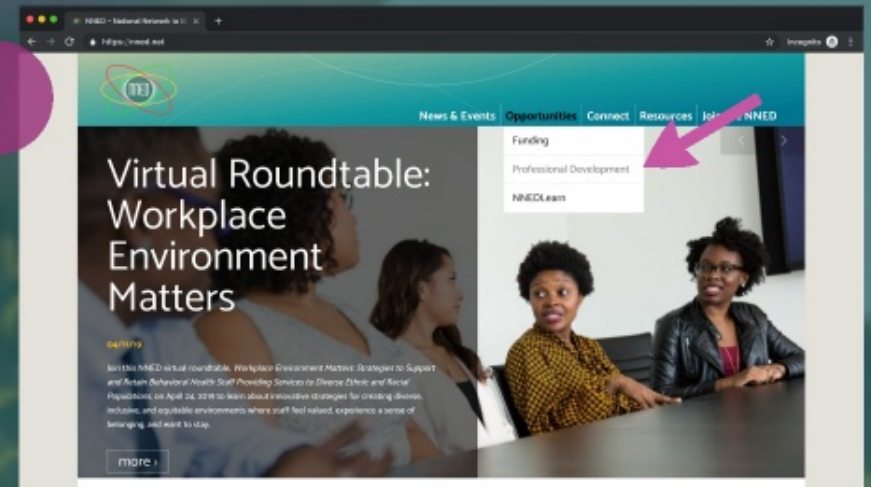 NNED – National Network to E
https://nned.net
Incognito
News & Events
Opportunities
Connect
Resources
NNED
Funding
Professional Development
NNEDLearn
Virtual Roundtable:
Workplace
Environment
Matters
04/11/19
Join this NNED virtual roundtable, Workplace Environment Matters: Strategies to Support
and Retain Behavioral Health Staff Providing Services to Diverse Ethnic and Racial
Populations, on April 24, 2019 to learn about innovative strategies for creating diverse,
inclusive, and equitable environments where staff feel valued, experience a sense of
belonging, and want to stay.
more ›